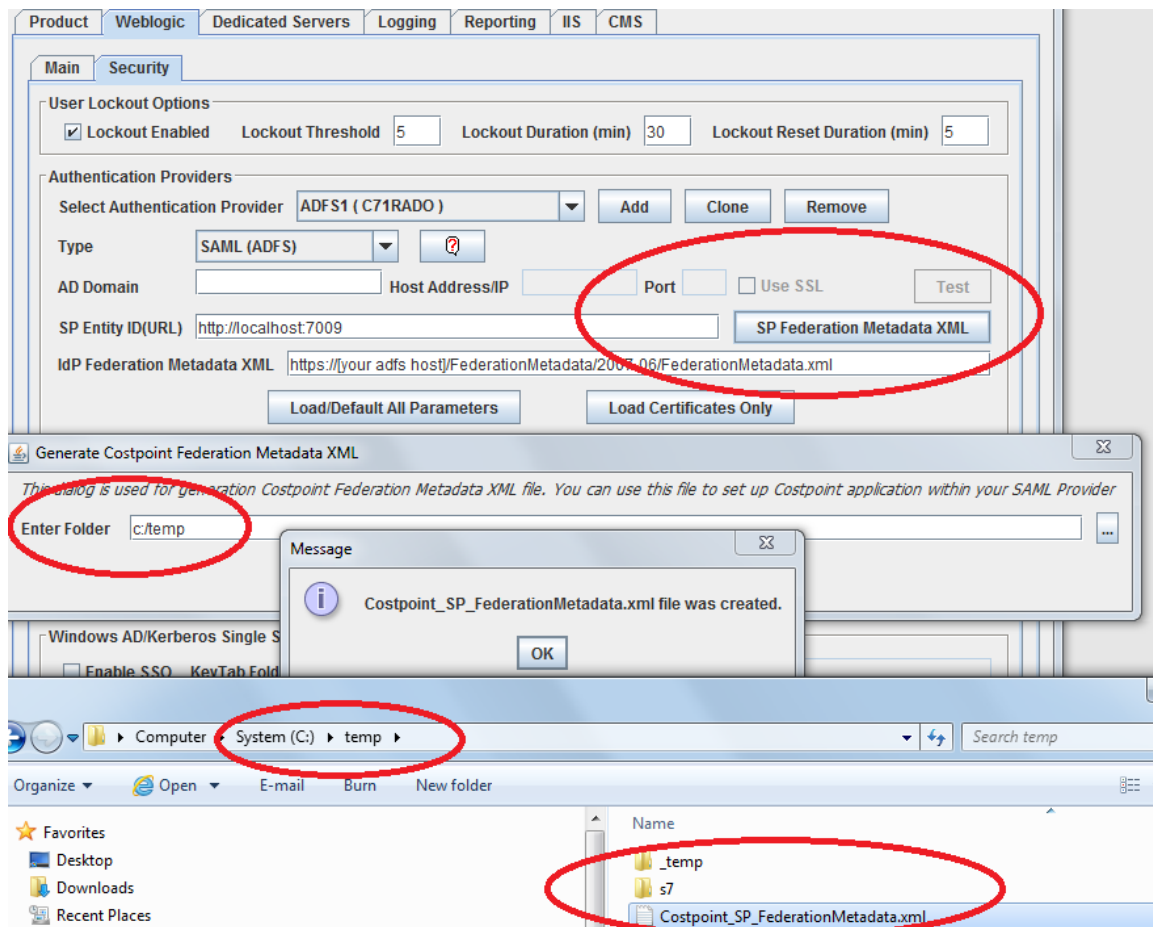 Product Weblogic Dedicated Servers Logging Reporting IIS CMS
Main Security
User Lockout Options
Lockout Enabled Lockout Threshold 5 Lockout Duration (min) 30 Lockout Reset Duration (min) 5
Authentication Providers
Select Authentication Provider ADFS1 ( C71RADO ) Add Clone Remove
Type SAML (ADFS) ?
AD Domain Host Address/IP Port Use SSL Test
SP Entity ID(URL) http://localhost:7009 SP Federation Metadata XML
IdP Federation Metadata XML https://[your adfs host]/FederationMetadata/2007-06/FederationMetadata.xml
Load/Default All Parameters Load Certificates Only
Generate Costpoint Federation Metadata XML
This dialog is used for generation Costpoint Federation Metadata XML file. You can use this file to set up Costpoint application within your SAML Provider
Enter Folder c:/temp ...
Message
Costpoint_SP_FederationMetadata.xml file was created.
OK
Windows AD/Kerberos Single S
Enable SSO KeyTab Fold
Computer System (C:) temp Search temp
Organize Open E-mail Burn New folder
Favorites
Desktop
Downloads
Recent Places
Name
_temp
s7
Costpoint_SP_FederationMetadata.xml